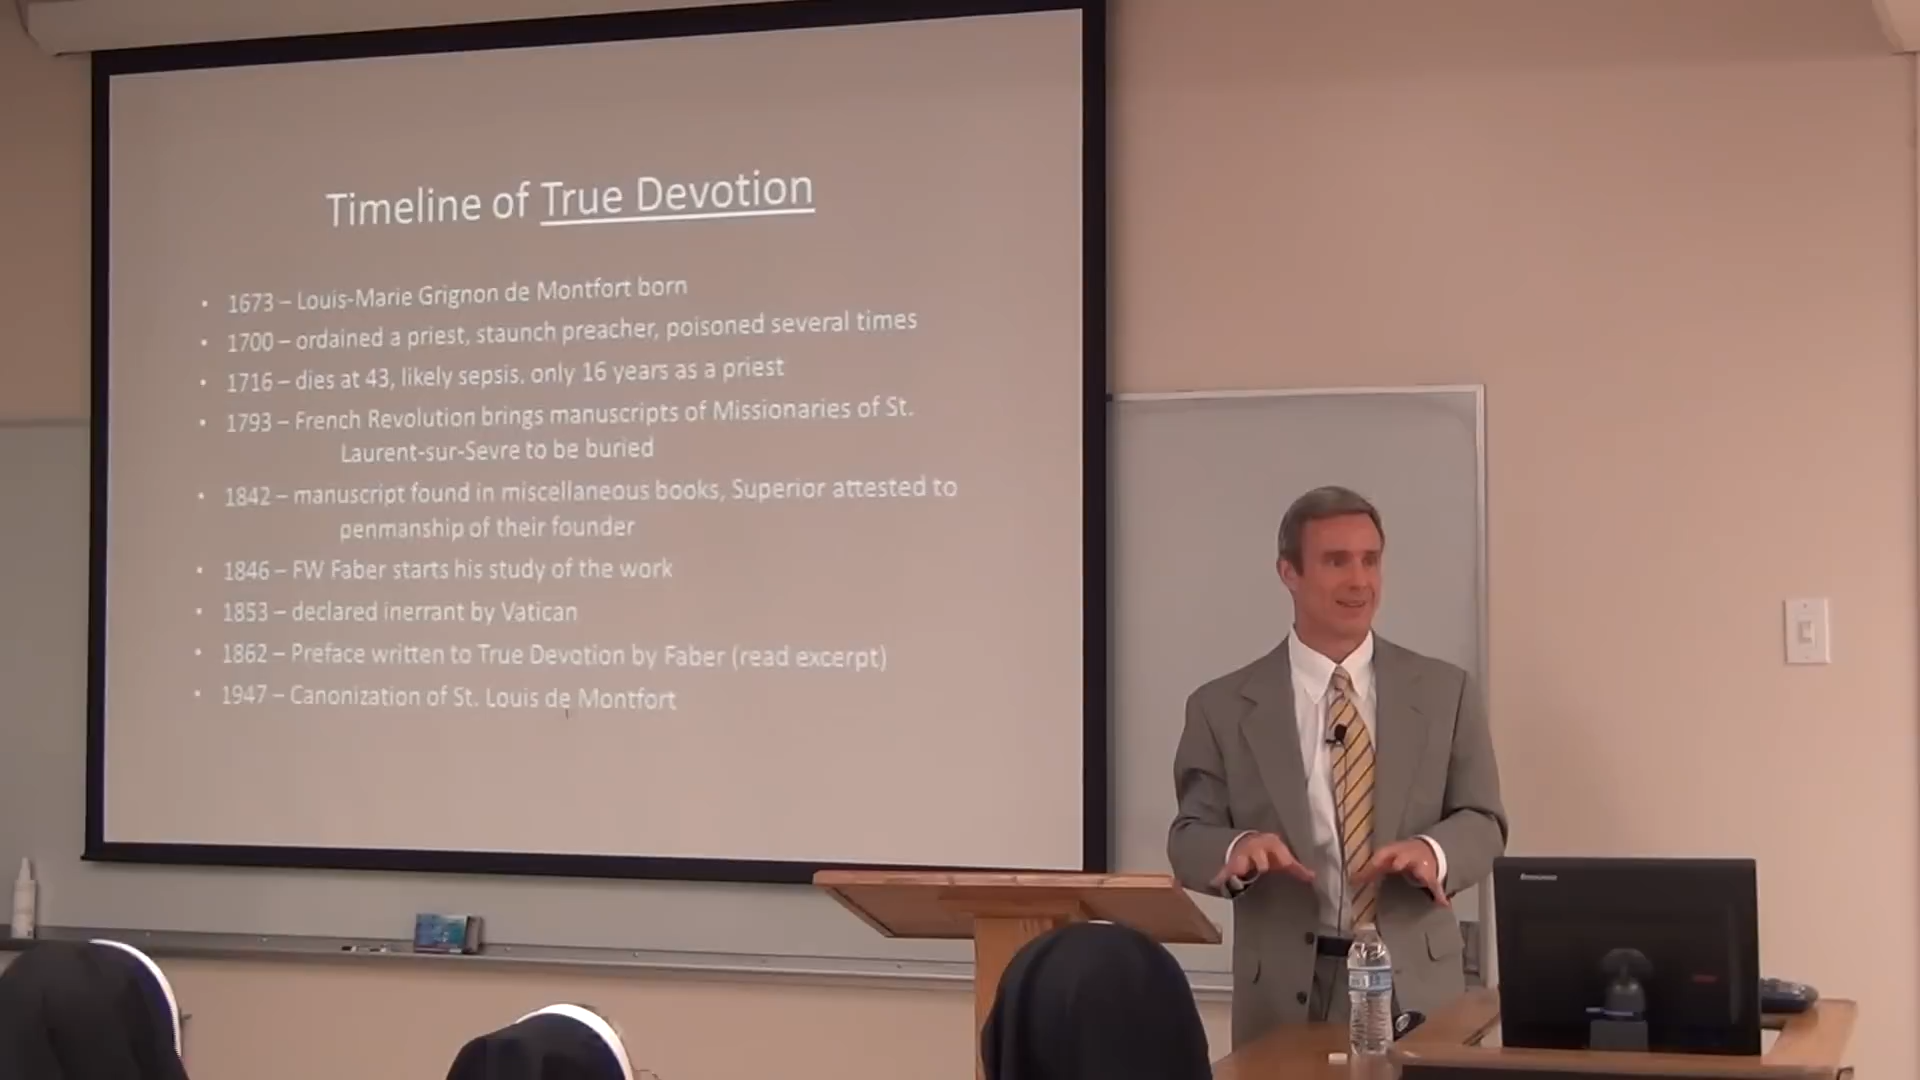 Timeline of True Devotion
• 1673 – Louis-Marie Grignon de Montfort born
• 1700 – ordained a priest, staunch preacher, poisoned several times
• 1716 – dies at 43, likely sepsis, only 16 years as a priest
• 1793 – French Revolution brings manuscripts of Missionaries of St.
Laurent-sur-Sevre to be buried
• 1842 – manuscript found in miscellaneous books, Superior attested to
penmanship of their founder
• 1846 – FW Faber starts his study of the work
• 1853 – declared inerrant by Vatican
• 1862 – Preface written to True Devotion by Faber (read excerpt)
• 1947 – Canonization of St. Louis de Montfort